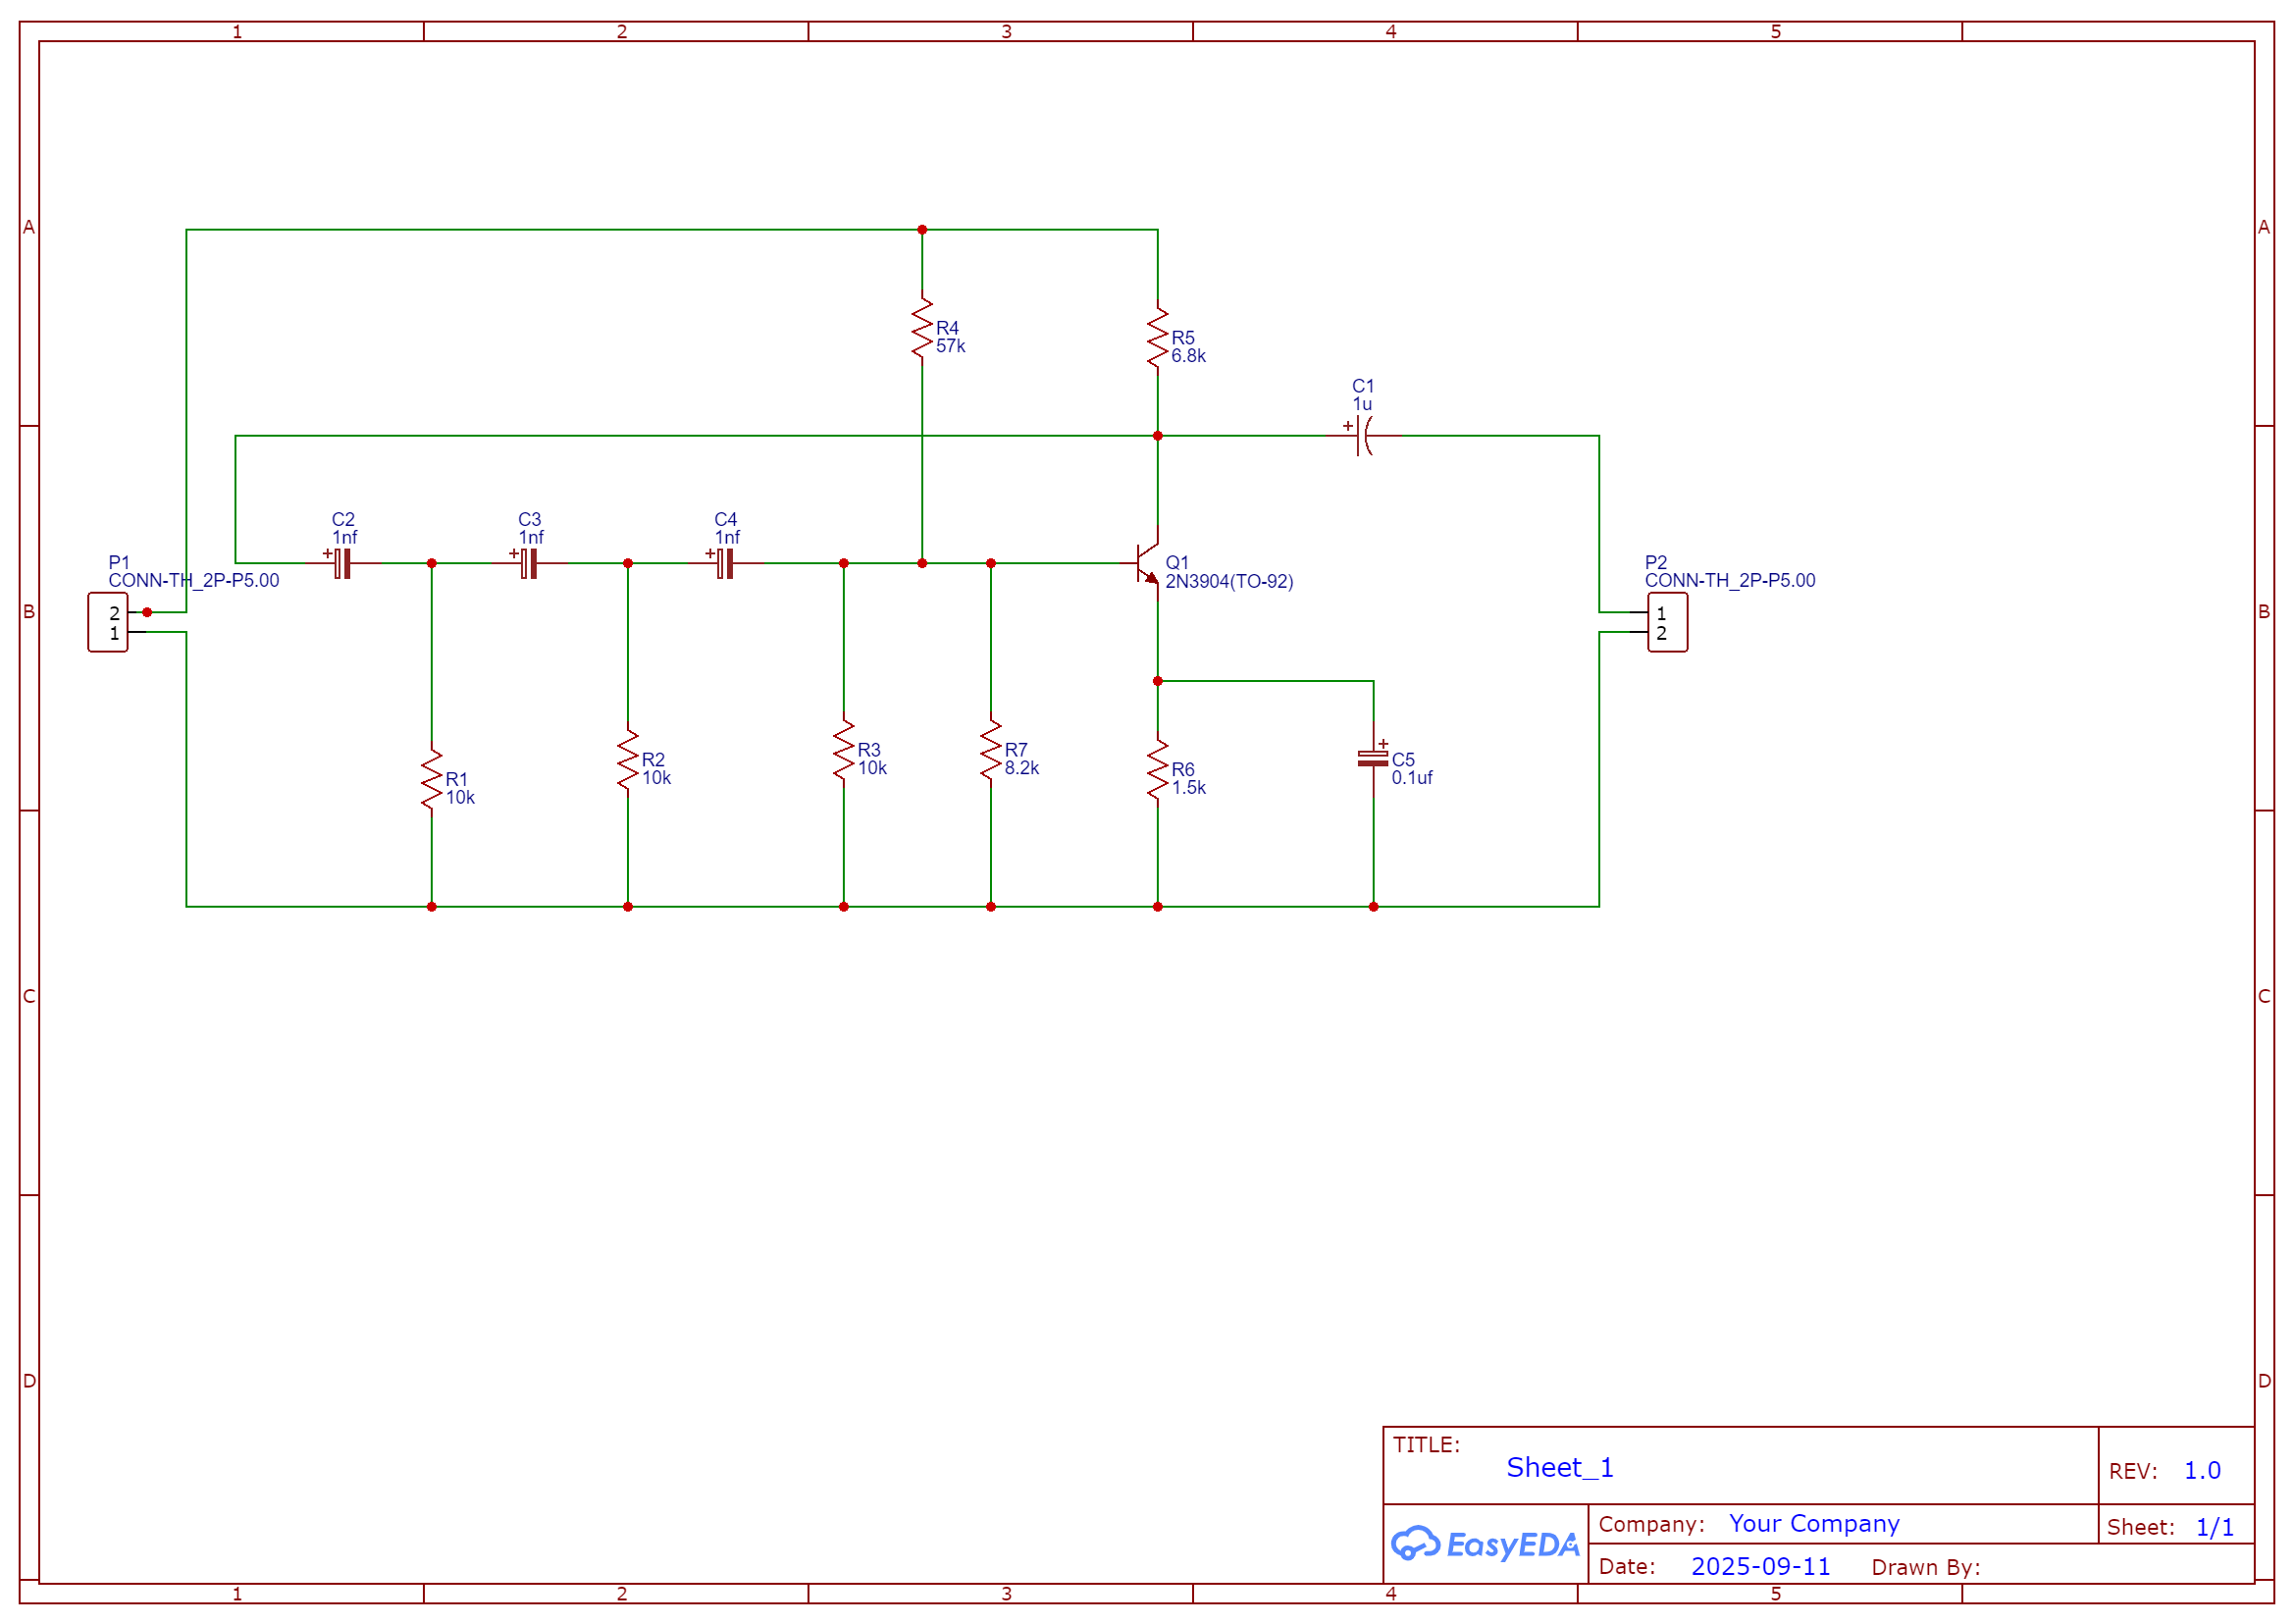 1 2 3 4 5
A A
R4
57k
R5
6.8k
C1
1u
C2
1nf
C3
1nf
C4
1nf
P1
CONN-TH_2P-P5.00
2
1
Q1
2N3904(TO-92)
P2
CONN-TH_2P-P5.00
1
2
B B
R1
10k
R2
10k
R3
10k
R7
8.2k
R6
1.5k
C5
0.1uf
C C
D D
TITLE:
Sheet_1
REV: 1.0
EasyEDA
Company: Your Company
Sheet: 1/1
Date: 2025-09-11 Drawn By:
1 2 3 4 5